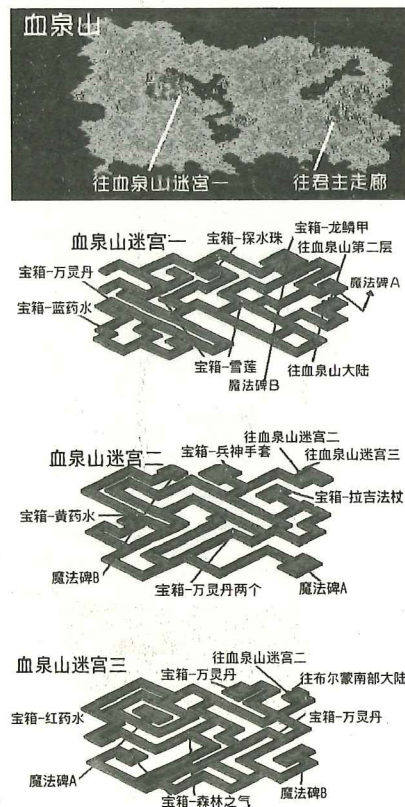 血泉山
往血泉山迷宫一
往君主走廊
血泉山迷宫一
宝箱-探水珠
宝箱-龙鳞甲
往血泉山第二层
宝箱-万灵丹
魔法碑A
宝箱-蓝药水
宝箱-雪莲
往血泉山大陆
魔法碑B
往血泉山迷宫二
血泉山迷宫二
宝箱-兵神手套
往血泉山迷宫三
宝箱-拉吉法杖
宝箱-黄药水
魔法碑B
宝箱-万灵丹两个
魔法碑A
往血泉山迷宫二
血泉山迷宫三
宝箱-万灵丹
往布尔蒙南部大陆
宝箱-红药水
宝箱-万灵丹
魔法碑A
魔法碑B
宝箱-森林之气